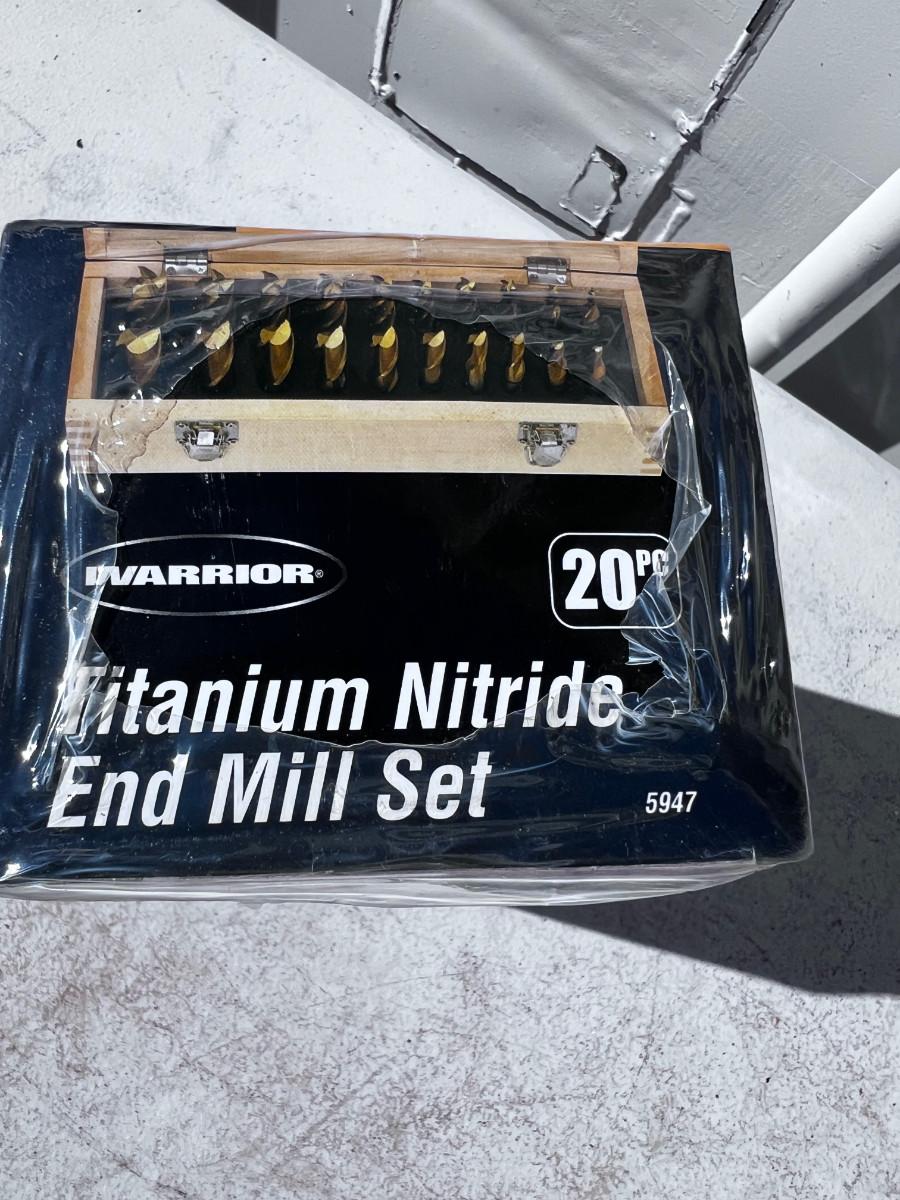 WARRIOR®
20PC
Titanium Nitride
End Mill Set
5947